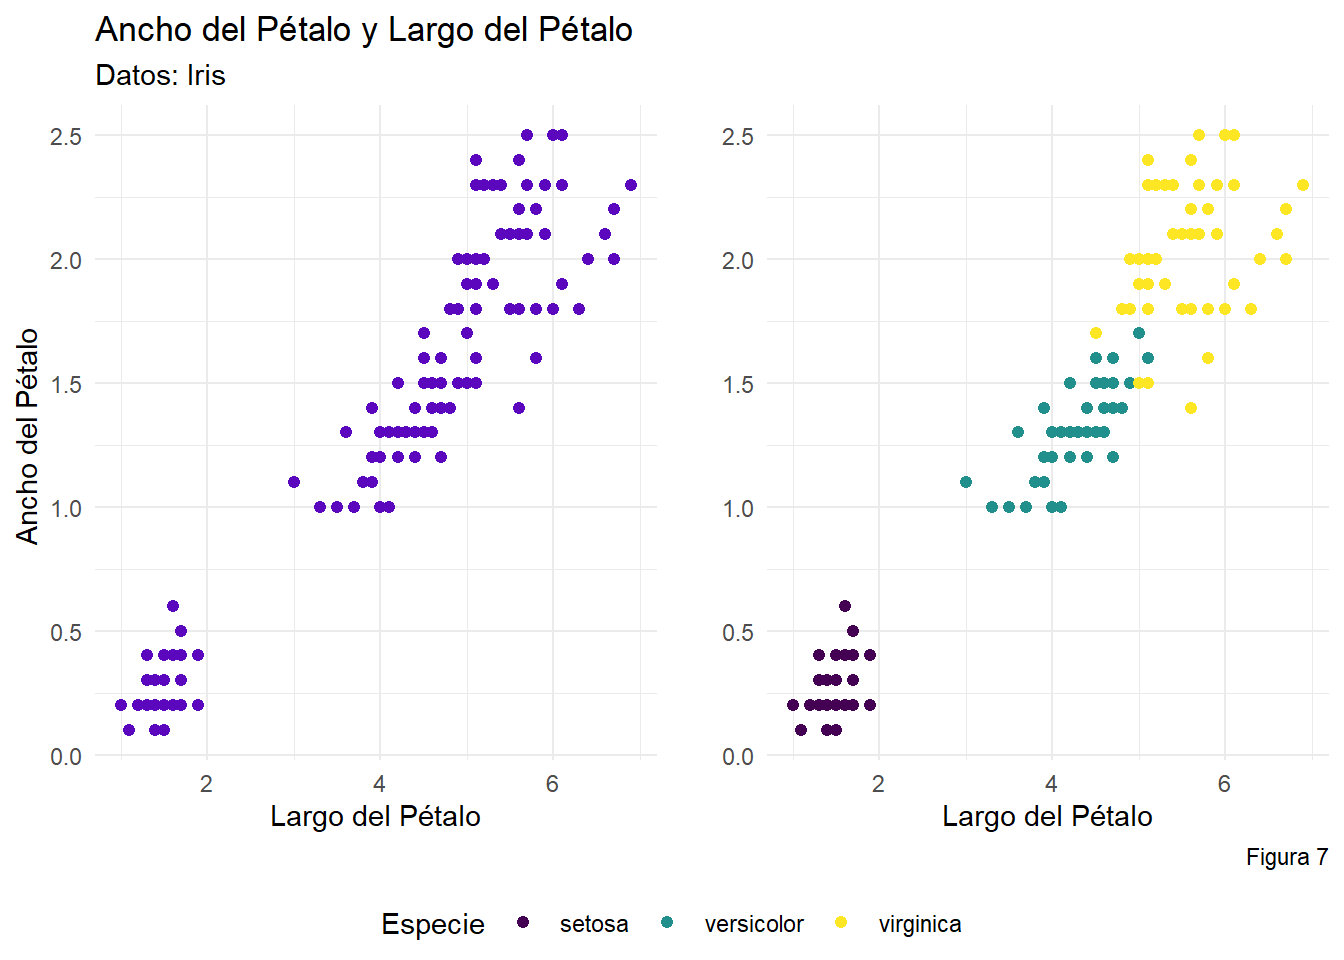 Ancho del Pétalo y Largo del Pétalo
Datos: Iris
Ancho del Pétalo
2.5
2.0
1.5
1.0
0.5
0.0
2 4 6
Largo del Pétalo
2.5
2.0
1.5
1.0
0.5
0.0
2 4 6
Largo del Pétalo
Figura 7
Especie setosa versicolor virginica